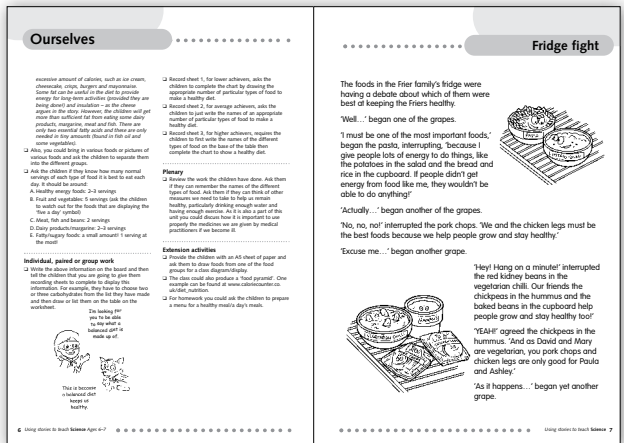 Ourselves
excessive amount of calories, such as ice cream,
cheesecake, crisps, burgers and mayonnaise.
Some fat can be useful in the diet to provide
energy for long-term activities (provided they are
being done!) and insulation – as the cheese
argues in the story. However, the children will get
more than sufficient fat from eating some dairy
products, margarine, meat and fish. There are
only two essential fatty acids and these are only
needed in tiny amounts (found in fish oil and
some vegetables).
❑ Also, you could bring in various foods or pictures of
various foods and ask the children to separate them
into the different groups.
❑ Ask the children if they know how many normal
servings of each type of food it is best to eat each
day. It should be around:
A. Healthy energy foods: 2–3 servings
B. Fruit and vegetables: 5 servings (ask the children
to watch out for the foods that are displaying the
'five a day' symbol)
C. Meat, fish and beans: 2 servings
D. Dairy products/margarine: 2–3 servings
E. Fatty/sugary foods: a small amount! 1 serving at
the most!
Individual, paired or group work
❑ Write the above information on the board and then
tell the children that you are going to give them
recording sheets to complete to display this
information. For example, they have to choose two
or three carbohydrates from the list they have made
and then draw or list them on the table on the
worksheet.
I'm looking for
you to be able
to say what a
balanced diet is
made up of.
This is because
a balanced diet
keeps us
healthy.
❑ Record sheet 1, for lower achievers, asks the
children to complete the chart by drawing the
appropriate number of particular types of food to
make a healthy diet.
❑ Record sheet 2, for average achievers, asks the
children to just write the names of an appropriate
number of particular types of food to make a
healthy diet.
❑ Record sheet 3, for higher achievers, requires the
children to first write the names of the different
types of food on the base of the table then
complete the chart to show a healthy diet.
Plenary
❑ Review the work the children have done. Ask them
if they can remember the names of the different
types of food. Ask them if they can think of other
measures we need to take to help us remain
healthy, particularly drinking enough water and
having enough exercise. As it is also a part of this
unit you could discuss how it is important to use
properly the medicines we are given by medical
practitioners if we become ill.
Extension activities
❑ Provide the children with an A5 sheet of paper and
ask them to draw foods from one of the food
groups for a class diagram/display.
❑ The class could also produce a 'food pyramid'. One
example can be found at www.caloriecounter.co.
uk/diet_nutrition.
❑ For homework you could ask the children to prepare
a menu for a healthy meal/a day's meals.
6 Using stories to teach Science Ages 6–7
Fridge fight
The foods in the Frier family's fridge were
having a debate about which of them were
best at keeping the Friers healthy.
'Well…' began one of the grapes.
'I must be one of the most important foods,'
began the pasta, interrupting, 'because I
give people lots of energy to do things, like
the potatoes in the salad and the bread and
rice in the cupboard. If people didn't get
energy from food like me, they wouldn't be
able to do anything!'
'Actually…' began another of the grapes.
'No, no, no!' interrupted the pork chops. 'We and the chicken legs must be
the best foods because we help people grow and stay healthy.'
'Excuse me…' began another grape.
'Hey! Hang on a minute!' interrupted
the red kidney beans in the
vegetarian chilli. Our friends the
chickpeas in the hummus and the
baked beans in the cupboard help
people grow and stay healthy too!'
'YEAH!' agreed the chickpeas in the
hummus. 'And as David and Mary
are vegetarian, you pork chops and
chicken legs are only good for Paula
and Ashley.'
'As it happens…' began yet another
grape.
Using stories to teach Science 7